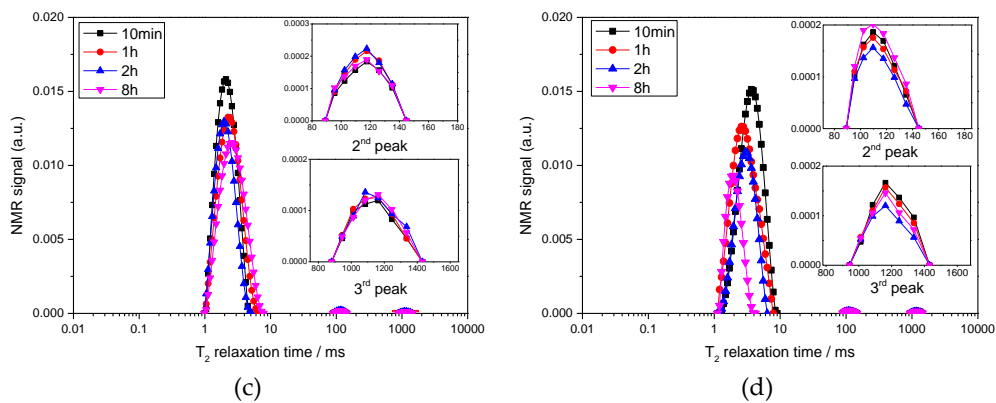 0.020
0.015
0.010
0.005
0.000
NMR signal (a.u.)
10min
1h
2h
8h
0.0003
0.0002
0.0001
0.0000
80 100 120 140 160 180
2nd peak
0.0002
0.0001
0.0000
800 1000 1200 1400 1600
3rd peak
0.01 0.1 1 10 100 1000 10000
T2 relaxation time / ms
(c)
0.020
0.015
0.010
0.005
0.000
NMR signal (a.u.)
10min
1h
2h
8h
0.0002
0.0001
0.0000
80 100 120 140 160 180
2nd peak
0.0002
0.0001
0.0000
800 1000 1200 1400 1600
3rd peak
0.01 0.1 1 10 100 1000 10000
T2 relaxation time / ms
(d)